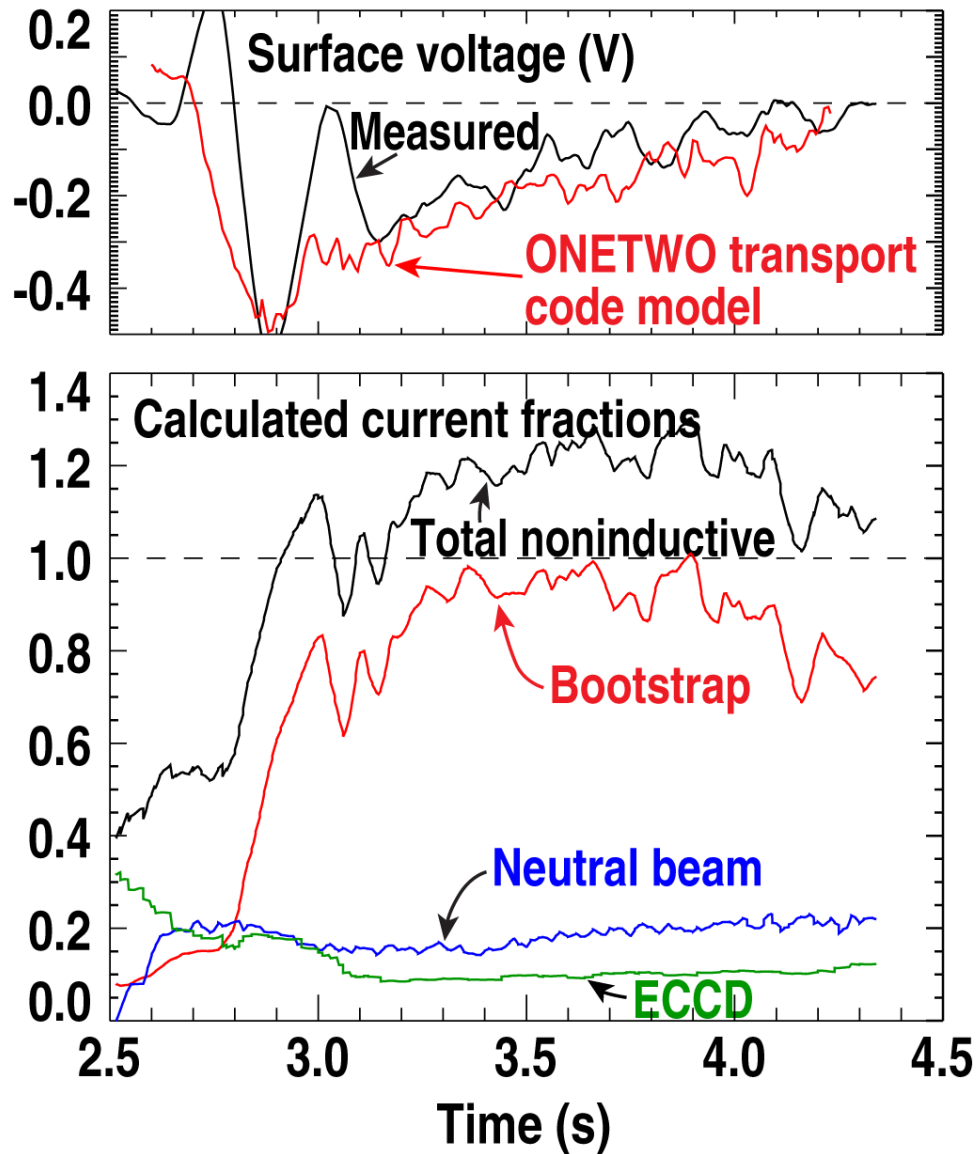 0.2
Surface voltage (V)
0.0
Measured
-0.2
ONETWO transport
code model
-0.4
1.4
Calculated current fractions
1.2
Total noninductive
1.0
0.8
Bootstrap
0.6
0.4
Neutral beam
0.2
ECCD
0.0
2.5 3.0 3.5 4.0 4.5
Time (s)